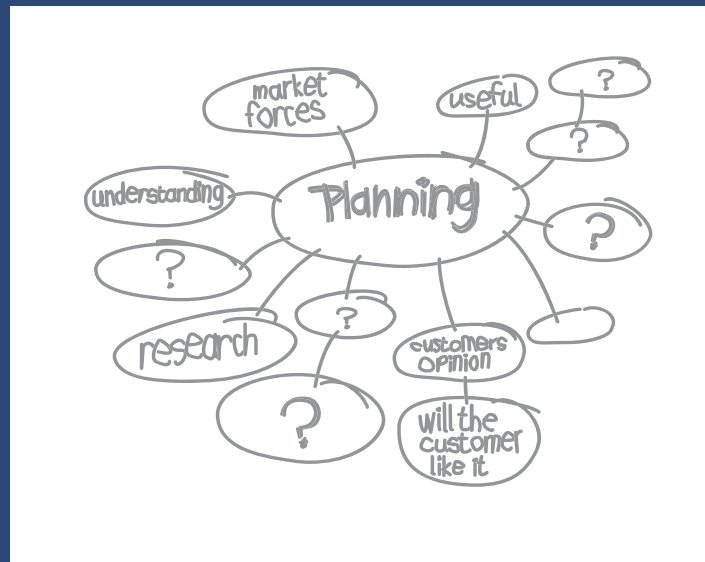 market
forces
useful
?
?
understanding
Planning
?
?
research
?
customers
opinion
?
will the
customer
like it